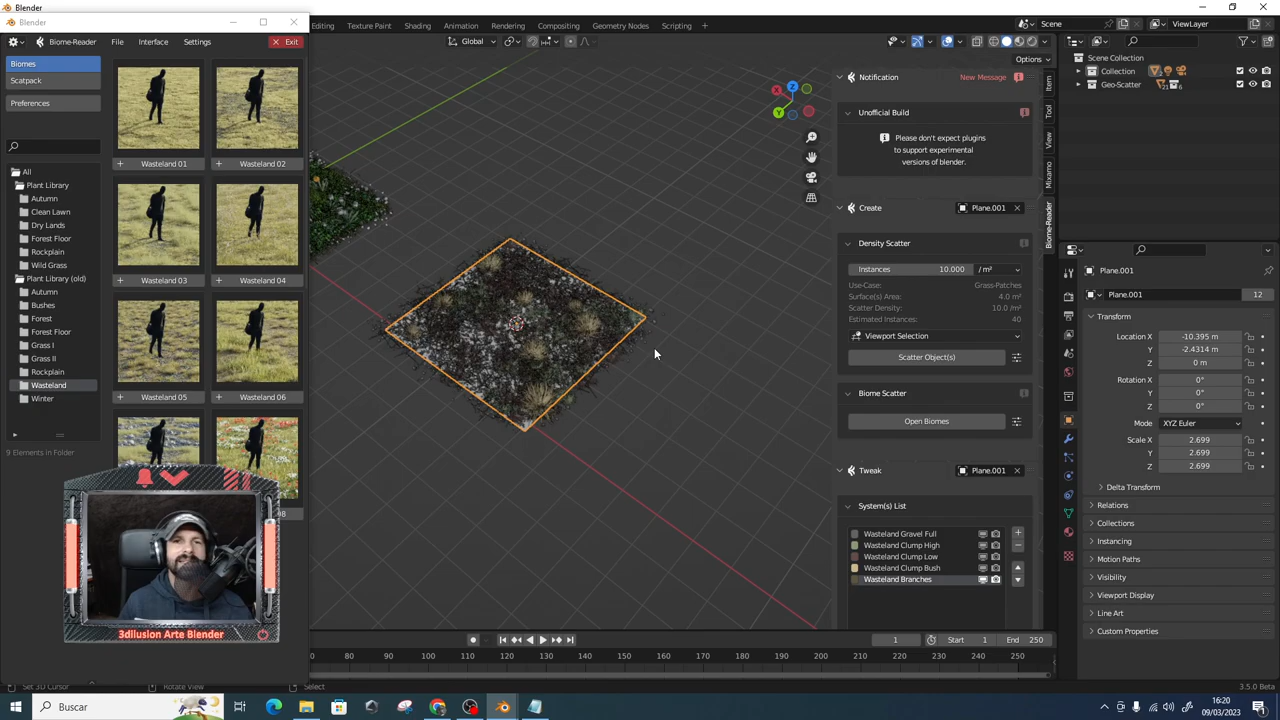 Blender
Blender
Editing
Texture Paint
Shading
Animation
Rendering
Compositing
Geometry Nodes
Scripting
+
Scene
ViewLayer
Biome-Reader
File
Interface
Settings
Exit
Global
Options
Scene Collection
Collection
Geo-Scatter
Biomes
Scatpack
Preferences
All
Plant Library
Autumn
Clean Lawn
Dry Lands
Forest Floor
Rockplain
Wild Grass
Plant Library (old)
Autumn
Bushes
Forest
Forest Floor
Grass I
Grass II
Rockplain
Wasteland
Winter
9 Elements in Folder
+ Wasteland 01
+ Wasteland 02
+ Wasteland 03
+ Wasteland 04
+ Wasteland 05
+ Wasteland 06
08
X
Z
Y
Notification
New Message
Unofficial Build
Please don't expect plugins
to support experimental
versions of blender.
Create
Plane.001
Density Scatter
Instances 10.000 / m²
Use-Case: Grass-Patches
Surface(s) Area: 4.0 m²
Scatter Density: 10.0 /m²
Estimated Instances: 40
Viewport Selection
Scatter Object(s)
Biome Scatter
Open Biomes
Tweak
Plane.001
System(s) List
Wasteland Gravel Full
Wasteland Clump High
Wasteland Clump Low
Wasteland Clump Bush
Wasteland Branches
Item
Tool
View
Mixamo
Biome-Reader
Plane.001
Plane.001 12
Transform
Location X -10.395 m
Y -2.4314 m
Z 0 m
Rotation X 0°
Y 0°
Z 0°
Mode XYZ Euler
Scale X 2.699
Y 2.699
Z 2.699
Delta Transform
Relations
Collections
Instancing
Motion Paths
Visibility
Viewport Display
Line Art
Custom Properties
3dIlusion Arte Blender
1
Start 1
End 250
70 80 90 100 110 120 130 140 150 160 170 180 190 200 210 220 230 240 250
Set 3D Cursor
Rotate View
Select
3.5.0 Beta
Buscar
16:20
09/03/2023